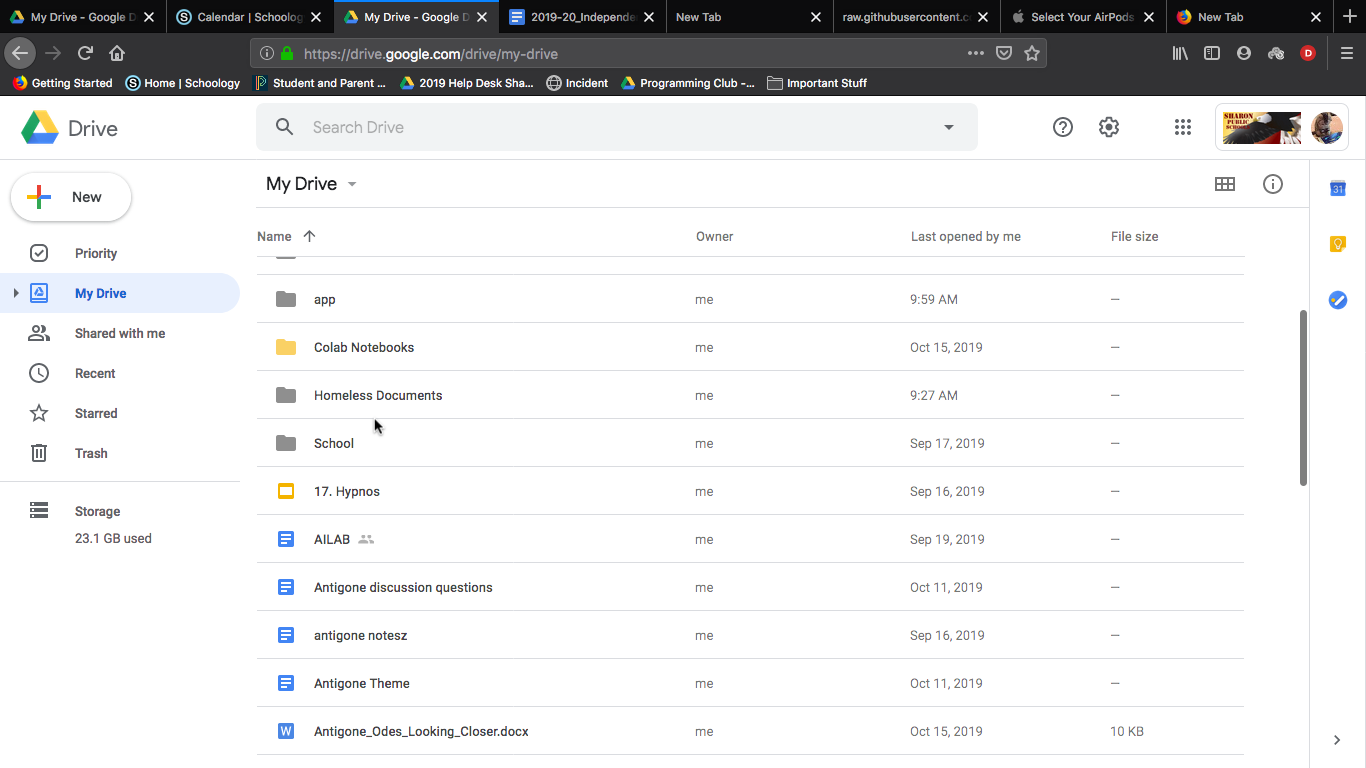 My Drive - Google D
Calendar | Schoolog
My Drive - Google D
2019-20_Independe
New Tab
raw.githubusercontent.c
Select Your AirPods
New Tab
https://drive.google.com/drive/my-drive
D
Getting Started
Home | Schoology
Student and Parent ...
2019 Help Desk Sha...
Incident
Programming Club -...
Important Stuff
Drive
Search Drive
SHARON
PUBLIC
SCHOOLS
New
My Drive
Priority
My Drive
Shared with me
Recent
Starred
Trash
Storage
23.1 GB used
Name Owner Last opened by me File size
app me 9:59 AM –
Colab Notebooks me Oct 15, 2019 –
Homeless Documents me 9:27 AM –
School me Sep 17, 2019 –
17. Hypnos me Sep 16, 2019 –
AILAB me Sep 19, 2019 –
Antigone discussion questions me Oct 11, 2019 –
antigone notesz me Sep 16, 2019 –
Antigone Theme me Oct 11, 2019 –
W Antigone_Odes_Looking_Closer.docx me Oct 15, 2019 10 KB
31